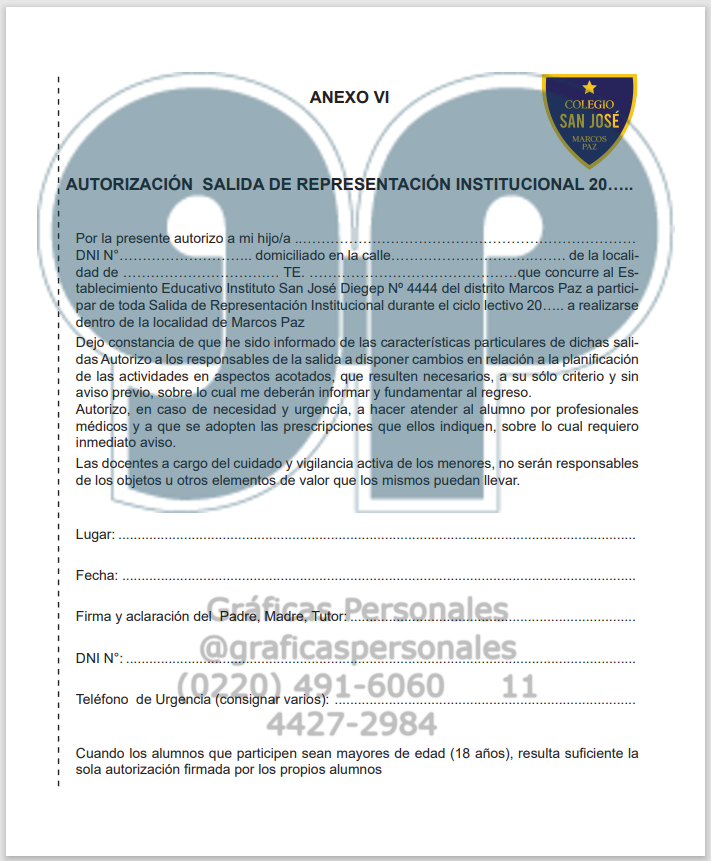 ANEXO VI
COLEGIO
SAN JOSÉ
MARCOS
PAZ
AUTORIZACIÓN  SALIDA DE REPRESENTACIÓN INSTITUCIONAL 20…..
Por la presente autorizo a mi hijo/a ..……………………………………………………………………
DNI N°………………………….. domiciliado en la calle………………………………… de la locali-
dad de ……………………………. TE. ………………………………………..que concurre al Es-
tablecimiento Educativo Instituto San José Diegep Nº 4444 del distrito Marcos Paz a partici-
par de toda Salida de Representación Institucional durante el ciclo lectivo 20….. a realizarse
dentro de la localidad de Marcos Paz
Dejo constancia de que he sido informado de las características particulares de dichas sali-
das Autorizo a los responsables de la salida a disponer cambios en relación a la planificación
de las actividades en aspectos acotados, que resulten necesarios, a su sólo criterio y sin
aviso previo, sobre lo cual me deberán informar y fundamentar al regreso.
Autorizo, en caso de necesidad y urgencia, a hacer atender al alumno por profesionales
médicos y a que se adopten las prescripciones que ellos indiquen, sobre lo cual requiero
inmediato aviso.
Las docentes a cargo del cuidado y vigilancia activa de los menores, no serán responsables
de los objetos u otros elementos de valor que los mismos puedan llevar.
Lugar: ........................................................................................................................................
Fecha: .......................................................................................................................................
Gráficas Personales
Firma y aclaración del  Padre, Madre, Tutor: ...........................................................................
@graficaspersonales
DNI N°: ......................................................................................................................................
(0220) 491-6060 11
Teléfono  de Urgencia (consignar varios): ...............................................................................
4427-2984
Cuando los alumnos que participen sean mayores de edad (18 años), resulta suficiente la
sola autorización firmada por los propios alumnos